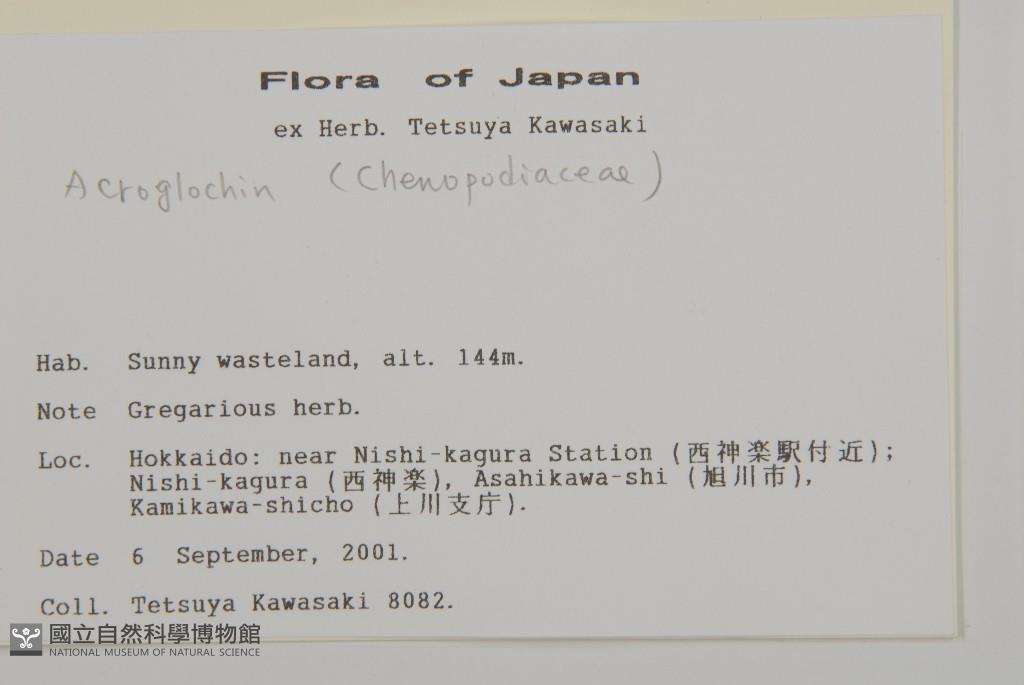 Flora of Japan
ex Herb. Tetsuya Kawasaki
Acroglochin (Chenopodiaceae)
Hab. Sunny wasteland, alt. 144m.
Note Gregarious herb.
Loc. Hokkaido: near Nishi-kagura Station (西神楽駅付近);
Nishi-kagura (西神楽), Asahikawa-shi (旭川市),
Kamikawa-shicho (上川支庁).
Date 6 September, 2001.
Coll. Tetsuya Kawasaki 8082.
國立自然科學博物館
NATIONAL MUSEUM OF NATURAL SCIENCE